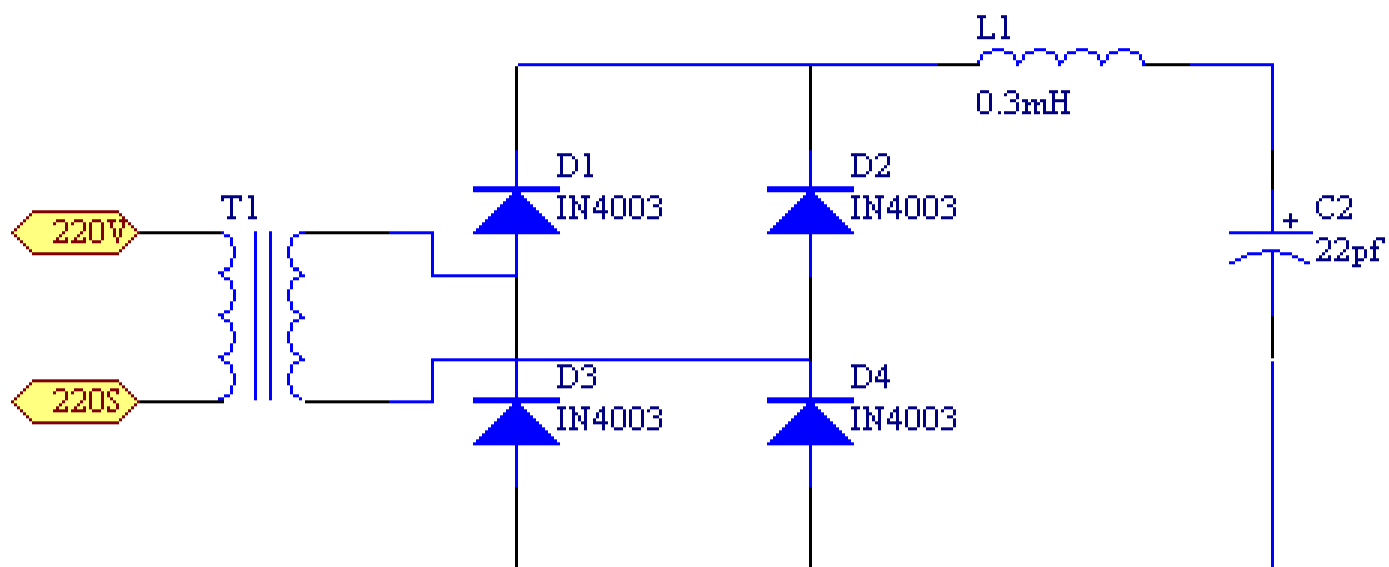 L1
0.3mH
D1
IN4003
D2
IN4003
T1
220V
C2
22pf
220S
D3
IN4003
D4
IN4003